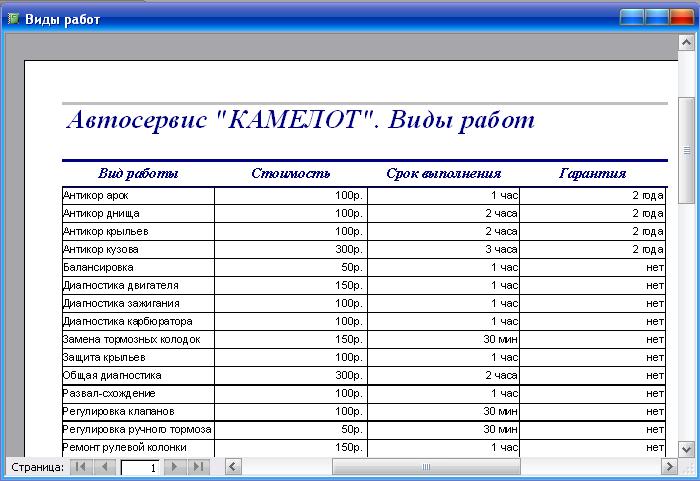 Виды работ
Автосервис "КАМЕЛОТ". Виды работ
Вид работы Стоимость Срок выполнения Гарантия
Антикор арок 100р. 1 час 2 года
Антикор днища 100р. 2 часа 2 года
Антикор крыльев 100р. 2 часа 2 года
Антикор кузова 300р. 3 часа 2 года
Балансировка 50р. 1 час нет
Диагностика двигателя 150р. 1 час нет
Диагностика зажигания 100р. 1 час нет
Диагностика карбюратора 100р. 1 час нет
Замена тормозных колодок 150р. 30 мин нет
Защита крыльев 100р. 1 час нет
Общая диагностика 300р. 2 часа нет
Развал-схождение 100р. 1 час нет
Регулировка клапанов 100р. 30 мин нет
Регулировка ручного тормоза 50р. 30 мин нет
Ремонт рулевой колонки 150р. 1 час нет
Страница: 1